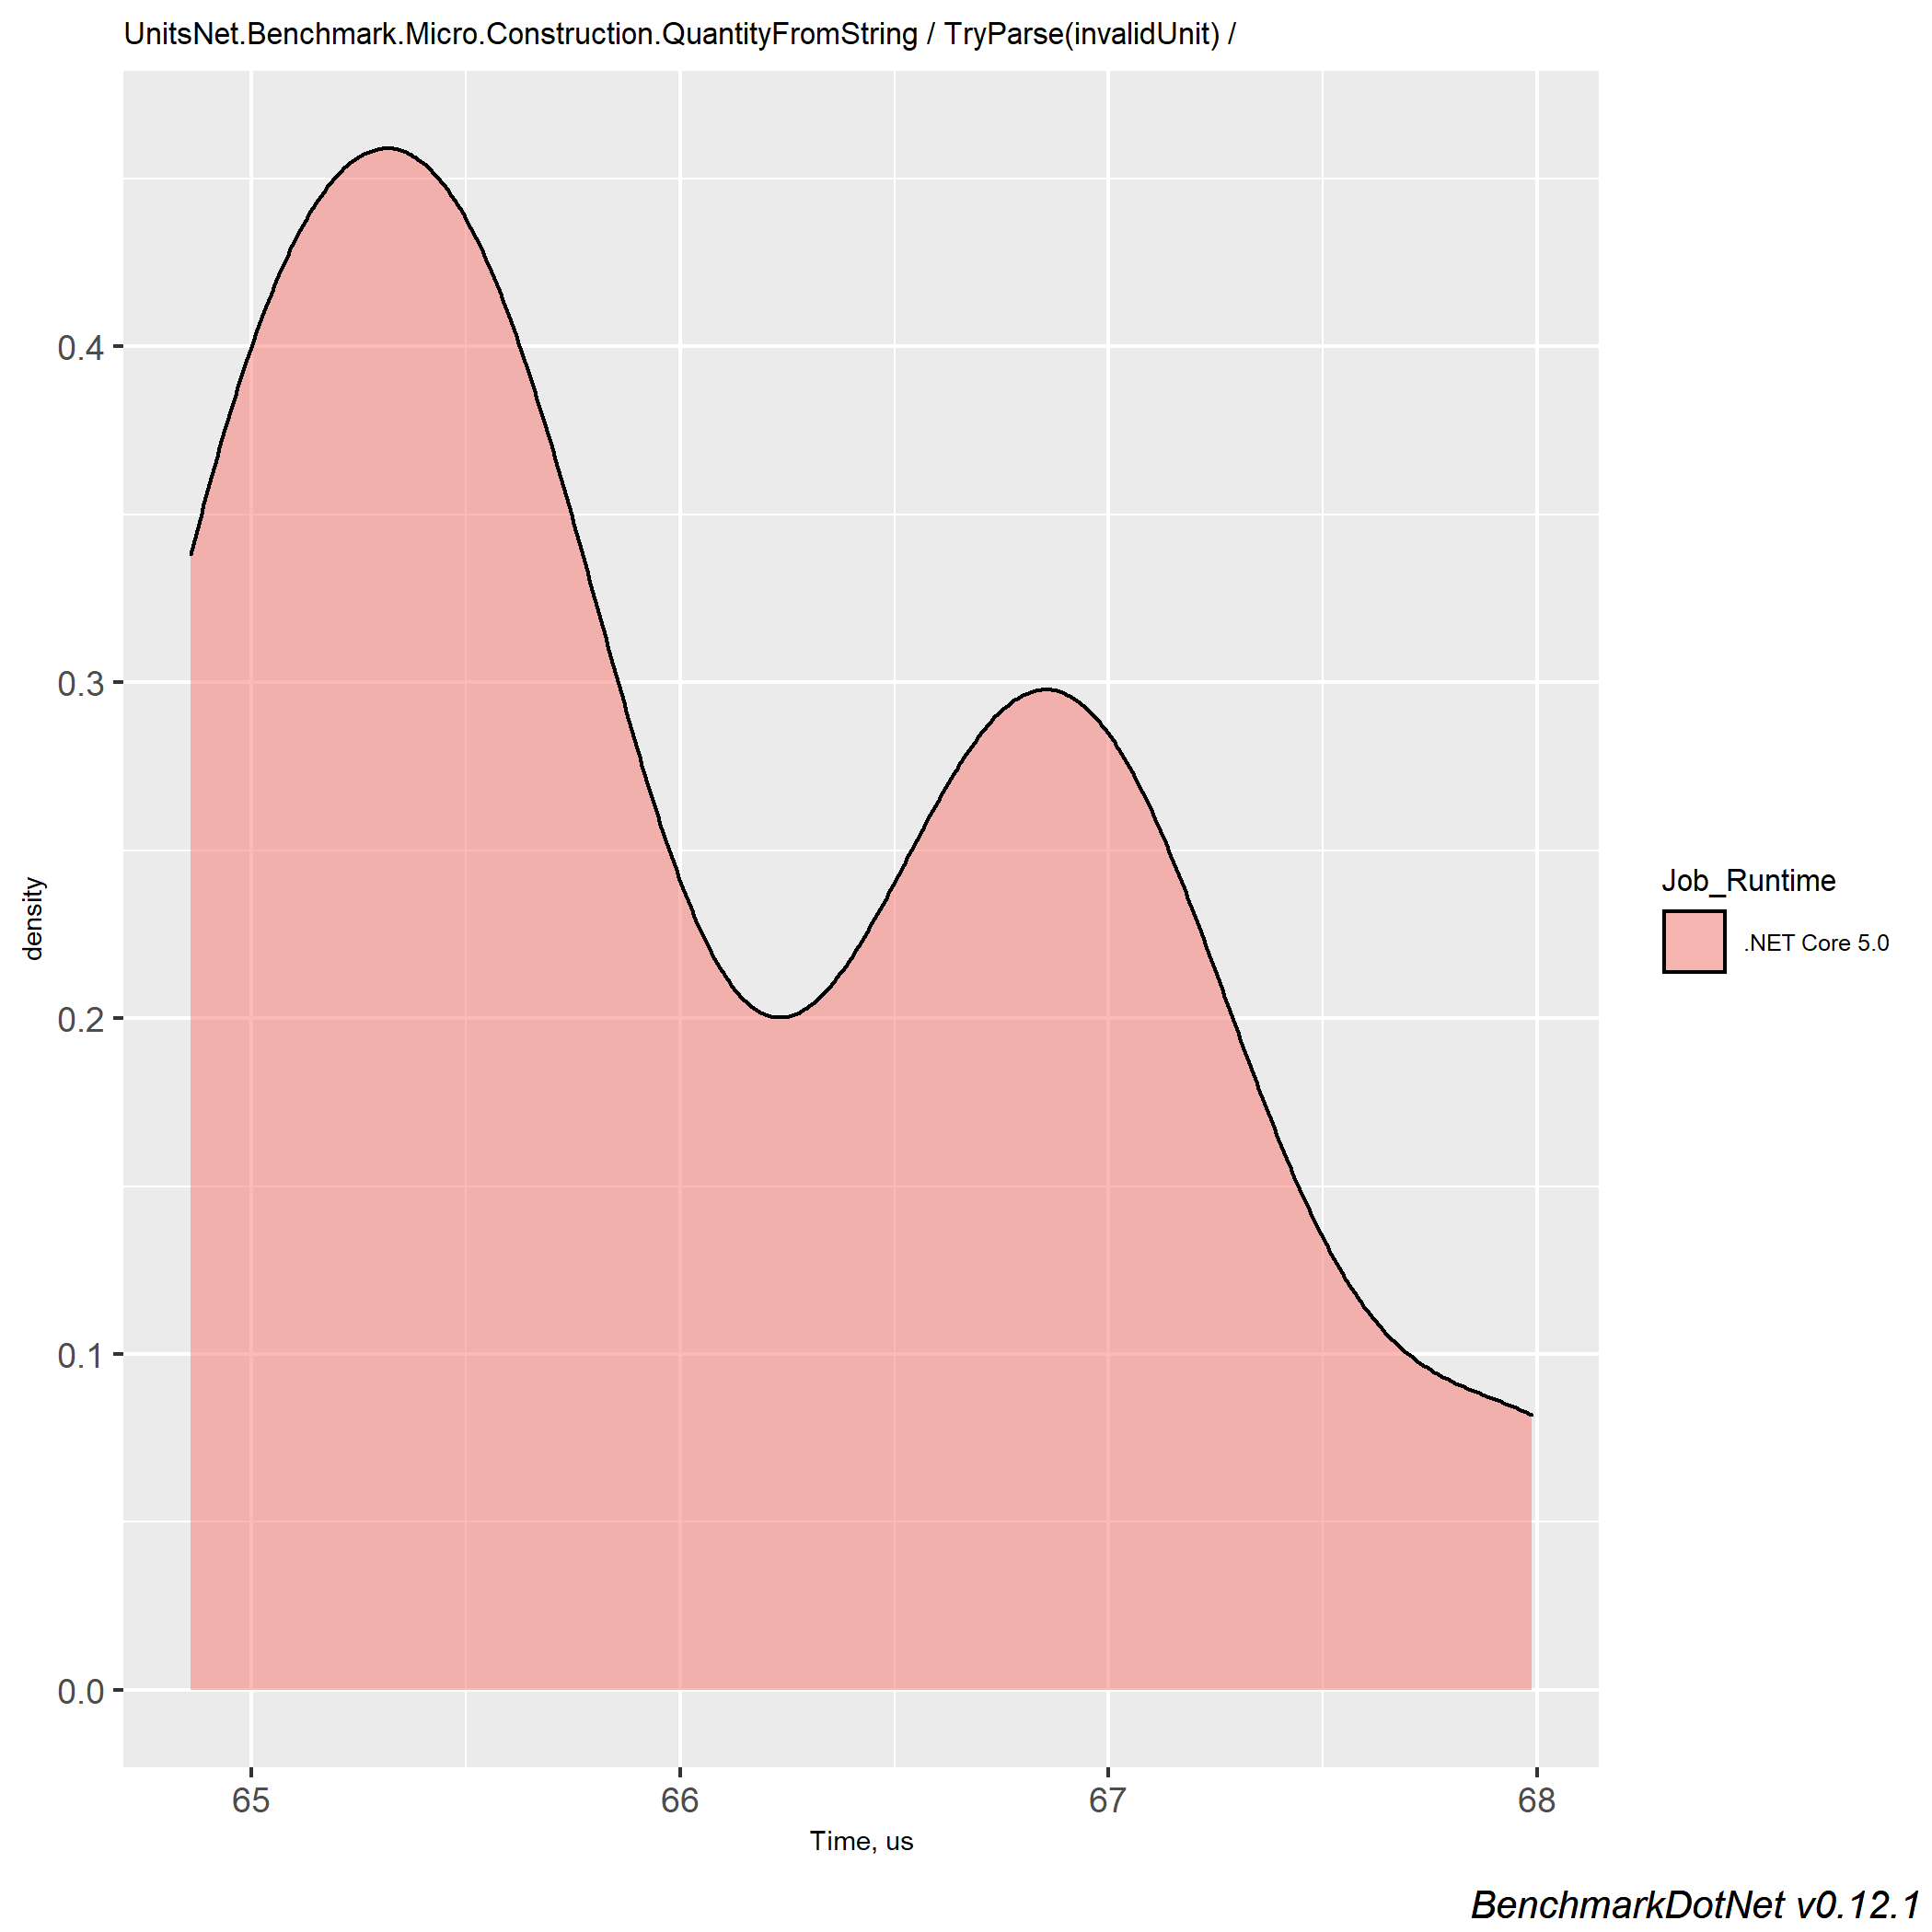 UnitsNet.Benchmark.Micro.Construction.QuantityFromString / TryParse(invalidUnit) /
0.4
0.3
0.2
0.1
0.0
density
65 66 67 68
Time, us
Job_Runtime
.NET Core 5.0
BenchmarkDotNet v0.12.1